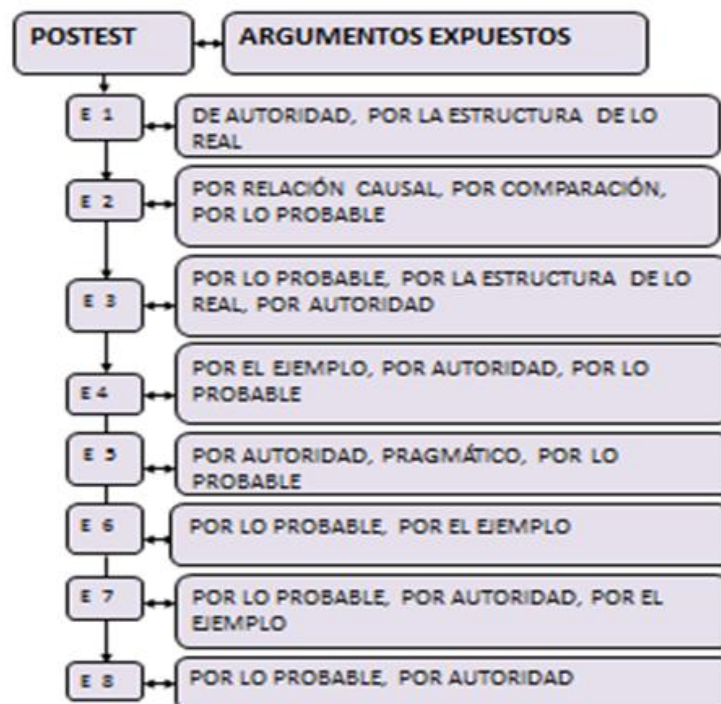 POSTEST
ARGUMENTOS EXPUESTOS
E 1
DE AUTORIDAD, POR LA ESTRUCTURA DE LO
REAL
E 2
POR RELACIÓN CAUSAL, POR COMPARACIÓN,
POR LO PROBABLE
E 3
POR LO PROBABLE, POR LA ESTRUCTURA DE LO
REAL, POR AUTORIDAD
E 4
POR EL EJEMPLO, POR AUTORIDAD, POR LO
PROBABLE
E 5
POR AUTORIDAD, PRAGMÁTICO, POR LO
PROBABLE
E 6
POR LO PROBABLE, POR EL EJEMPLO
E 7
POR LO PROBABLE, POR AUTORIDAD, POR EL
EJEMPLO
E 8
POR LO PROBABLE, POR AUTORIDAD